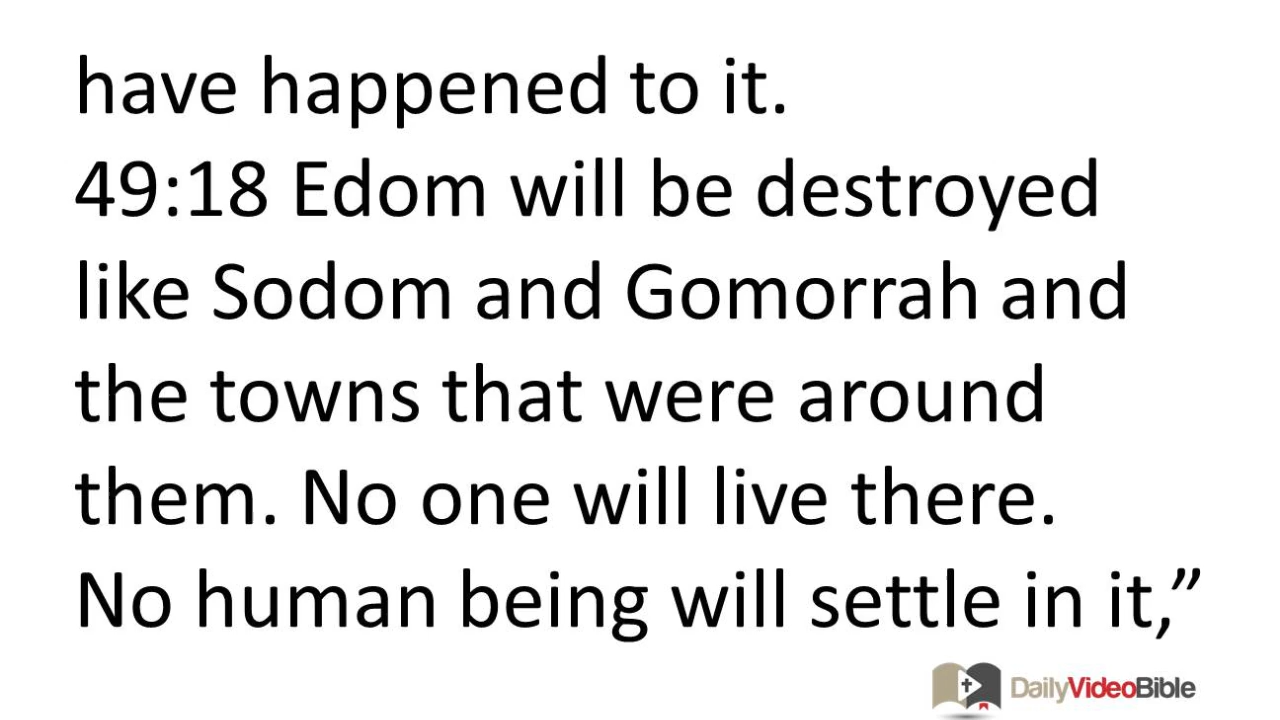 have happened to it.
49:18 Edom will be destroyed
like Sodom and Gomorrah and
the towns that were around
them. No one will live there.
No human being will settle in it,”
DailyVideoBible